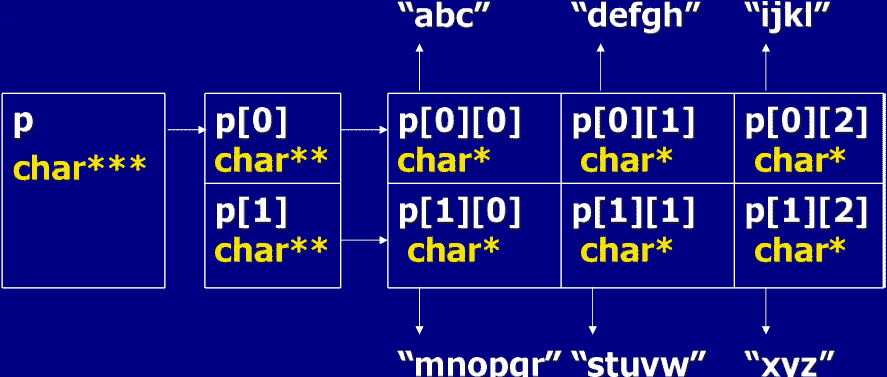 “abc” “defgh” “ijkl”
p p[0] p[0][0] p[0][1] p[0][2]
char*** char** char* char* char*
p[1] p[1][0] p[1][1] p[1][2]
char** char* char* char*
“mnopqr” “stuvw” “xyz”